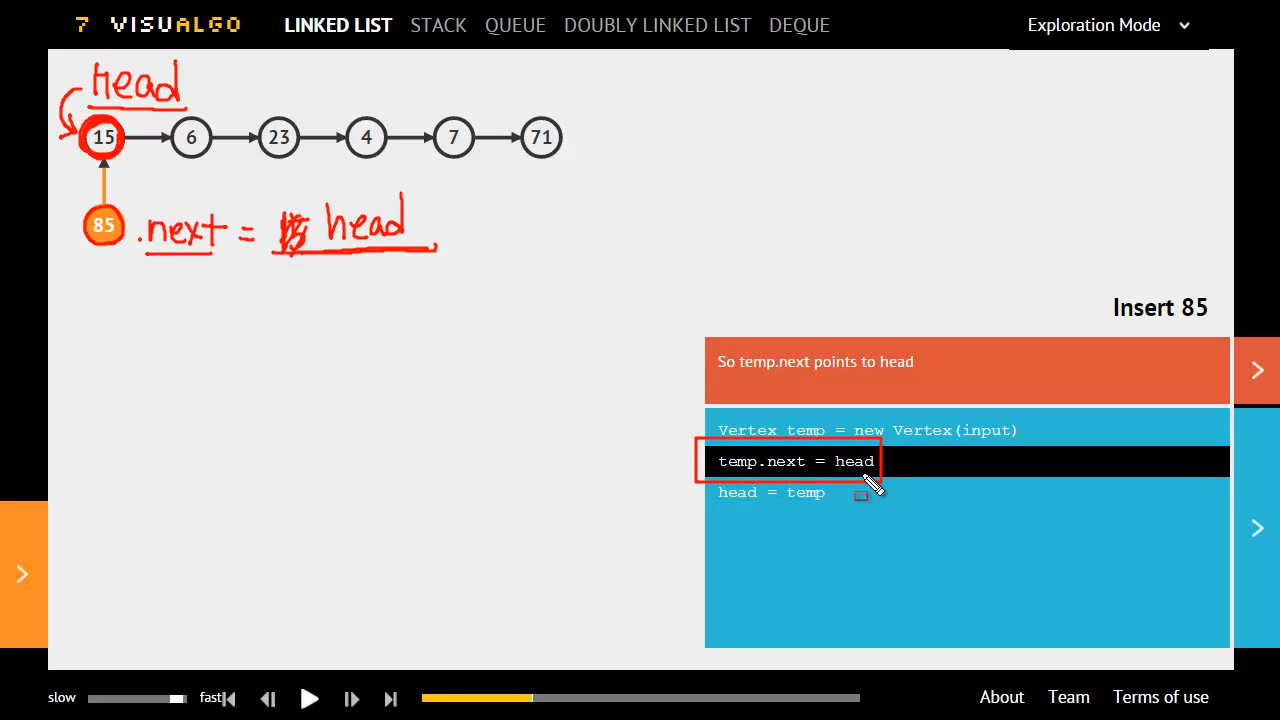 7 VISUALGO LINKED LIST STACK QUEUE DOUBLY LINKED LIST DEQUE Exploration Mode
Head
15 6 23 4 7 71
85 .next = head
Insert 85
So temp.next points to head
Vertex temp = new Vertex(input)
temp.next = head
head = temp
slow fast About Team Terms of use